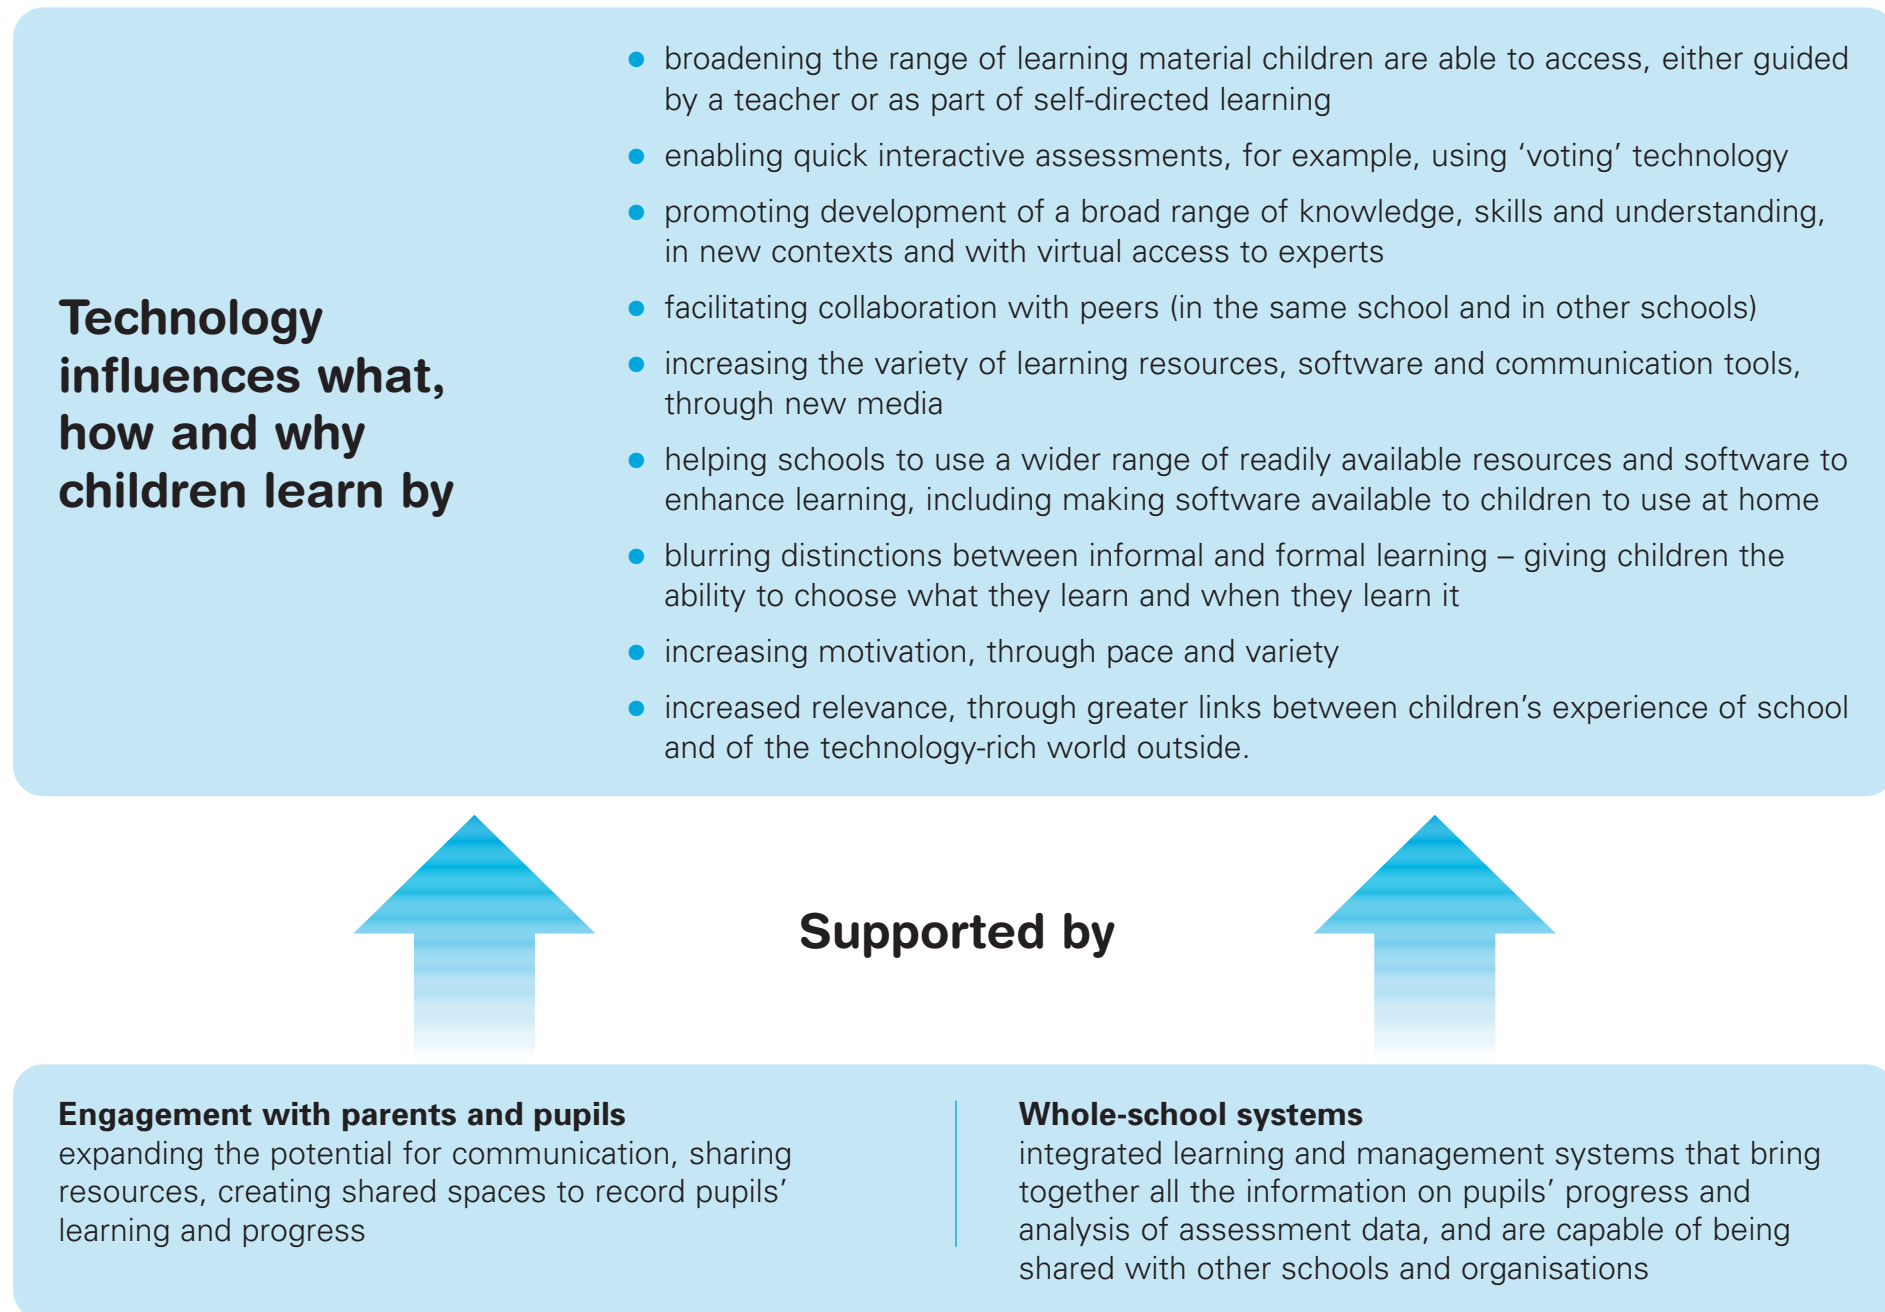 Technology
influences what,
how and why
children learn by
• broadening the range of learning material children are able to access, either guided
by a teacher or as part of self-directed learning
• enabling quick interactive assessments, for example, using ‘voting’ technology
• promoting development of a broad range of knowledge, skills and understanding,
in new contexts and with virtual access to experts
• facilitating collaboration with peers (in the same school and in other schools)
• increasing the variety of learning resources, software and communication tools,
through new media
• helping schools to use a wider range of readily available resources and software to
enhance learning, including making software available to children to use at home
• blurring distinctions between informal and formal learning – giving children the
ability to choose what they learn and when they learn it
• increasing motivation, through pace and variety
• increased relevance, through greater links between children’s experience of school
and of the technology-rich world outside.
Supported by
Engagement with parents and pupils
expanding the potential for communication, sharing
resources, creating shared spaces to record pupils’
learning and progress
Whole-school systems
integrated learning and management systems that bring
together all the information on pupils’ progress and
analysis of assessment data, and are capable of being
shared with other schools and organisations